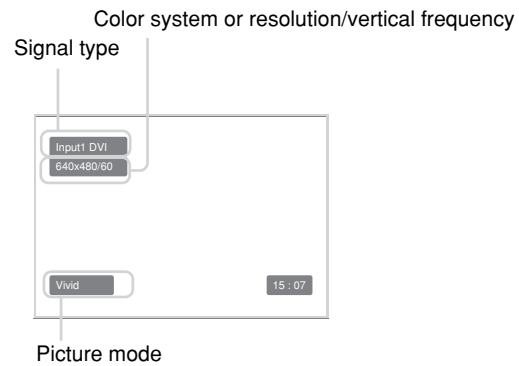 Color system or resolution/vertical frequency
Signal type
Input1 DVI
640x480/60
Vivid
15 : 07
Picture mode